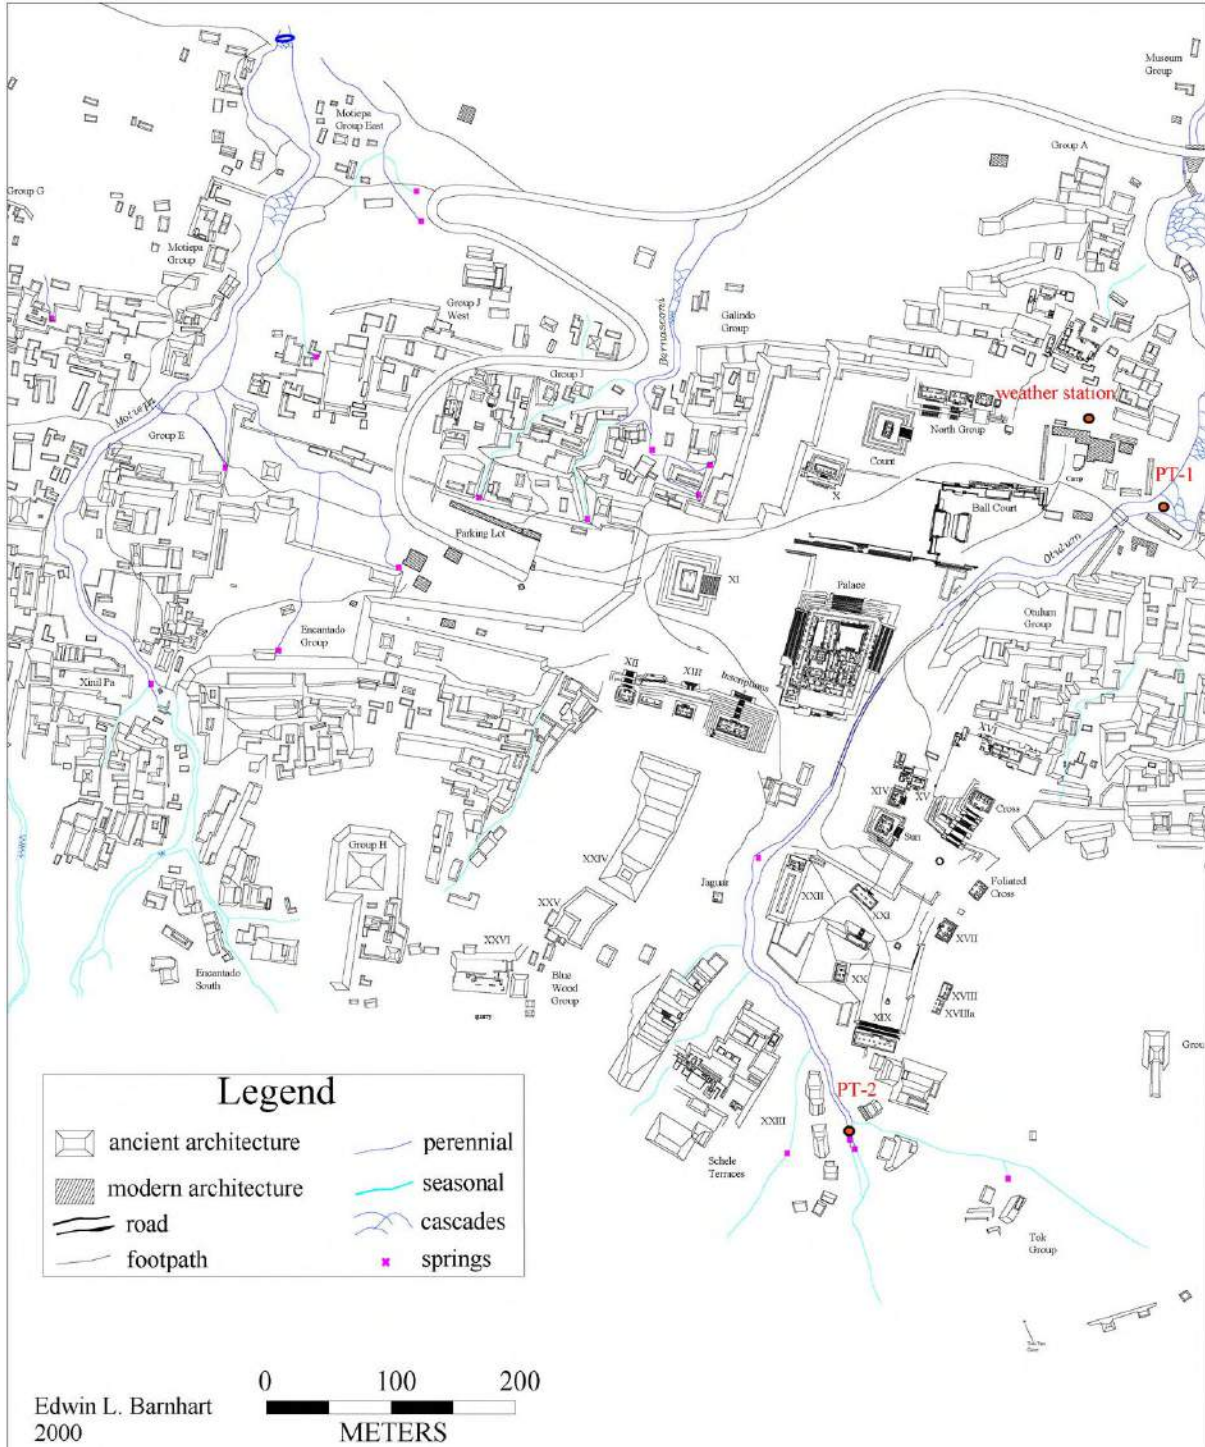 Museum
Group
Motiepa
Group East
Group A
Group G
Motiepa
Group
Group J
West
Bernasconi
Galindo
Group
Group I
Motiepa
weather station
Group E
North Group
Count
X
Camp
PT-1
Ball Court
Parking Lot
Otulum
XI
Palace
Otulum
Group
Encantado
Group
XII
XIII
Inscriptions
Xinil Pa
XVI
XIV
XV
Cross
Sun
Group H
XXIV
Jaguar
Foliated
Cross
XXII
XXI
XXV
XVII
XXVI
Encantado
South
Blue
Wood
Group
XX
XVIII
XVIIIa
quarry
XIX
Grou
PT-2
XXIII
Schele
Terraces
Tok
Group
Legend
ancient architecture
modern architecture
road
footpath
perennial
seasonal
cascades
springs
0 100 200
METERS
Edwin L. Barnhart
2000